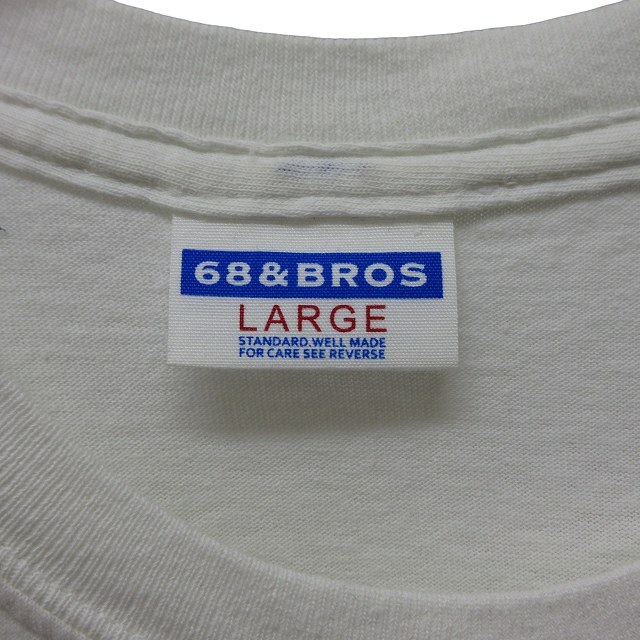 68&BROS
LARGE
STANDARD.WELL MADE
FOR CARE SEE REVERSE